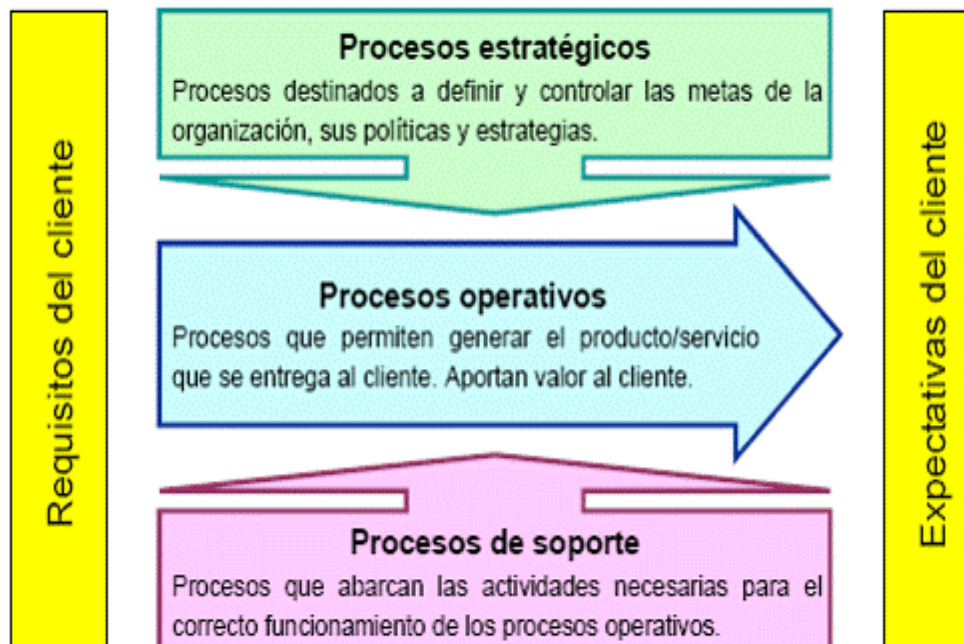 Requisitos del cliente
Procesos estratégicos
Procesos destinados a definir y controlar las metas de la
organización, sus políticas y estrategias.
Procesos operativos
Procesos que permiten generar el producto/servicio
que se entrega al cliente. Aportan valor al cliente.
Procesos de soporte
Procesos que abarcan las actividades necesarias para el
correcto funcionamiento de los procesos operativos.
Expectativas del cliente